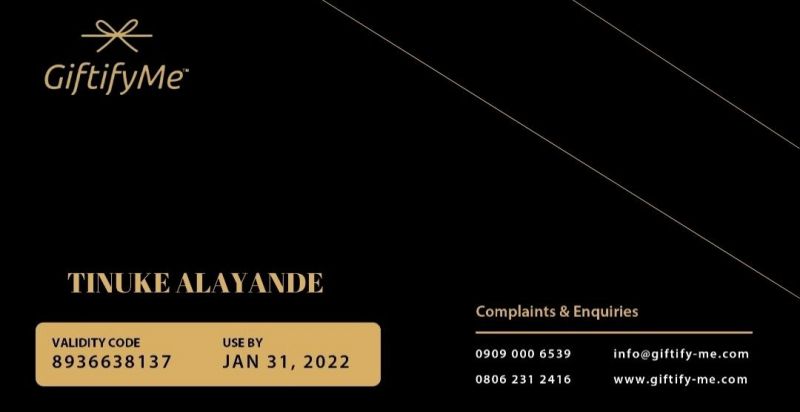 GiftifyMe™
TINUKE ALAYANDE
VALIDITY CODE
8936638137
USE BY
JAN 31, 2022
Complaints & Enquiries
0909 000 6539 info@giftify-me.com
0806 231 2416 www.giftify-me.com